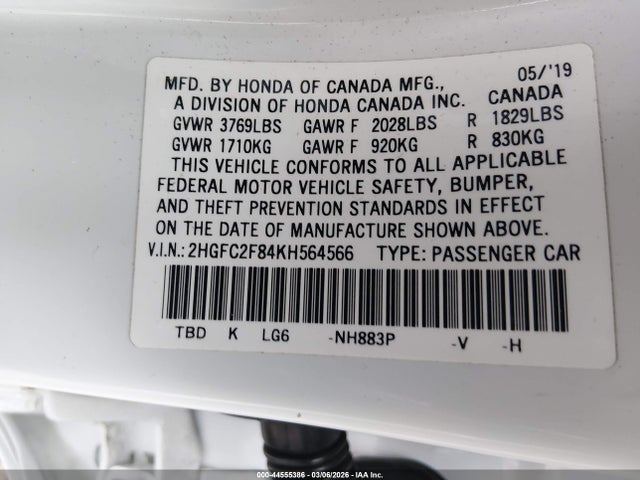 MFD. BY HONDA OF CANADA MFG., 05/'19
A DIVISION OF HONDA CANADA INC. CANADA
GVWR 3769LBS GAWR F 2028LBS R 1829LBS
GVWR 1710KG GAWR F 920KG R 830KG
THIS VEHICLE CONFORMS TO ALL APPLICABLE
FEDERAL MOTOR VEHICLE SAFETY, BUMPER,
AND THEFT PREVENTION STANDARDS IN EFFECT
ON THE DATE OF MANUFACTURE SHOWN ABOVE.
V.I.N.: 2HGFC2F84KH564566 TYPE: PASSENGER CAR
TBD K LG6 -NH883P -V -H
000-44555386 | 03/06/2026 | IAA Inc.